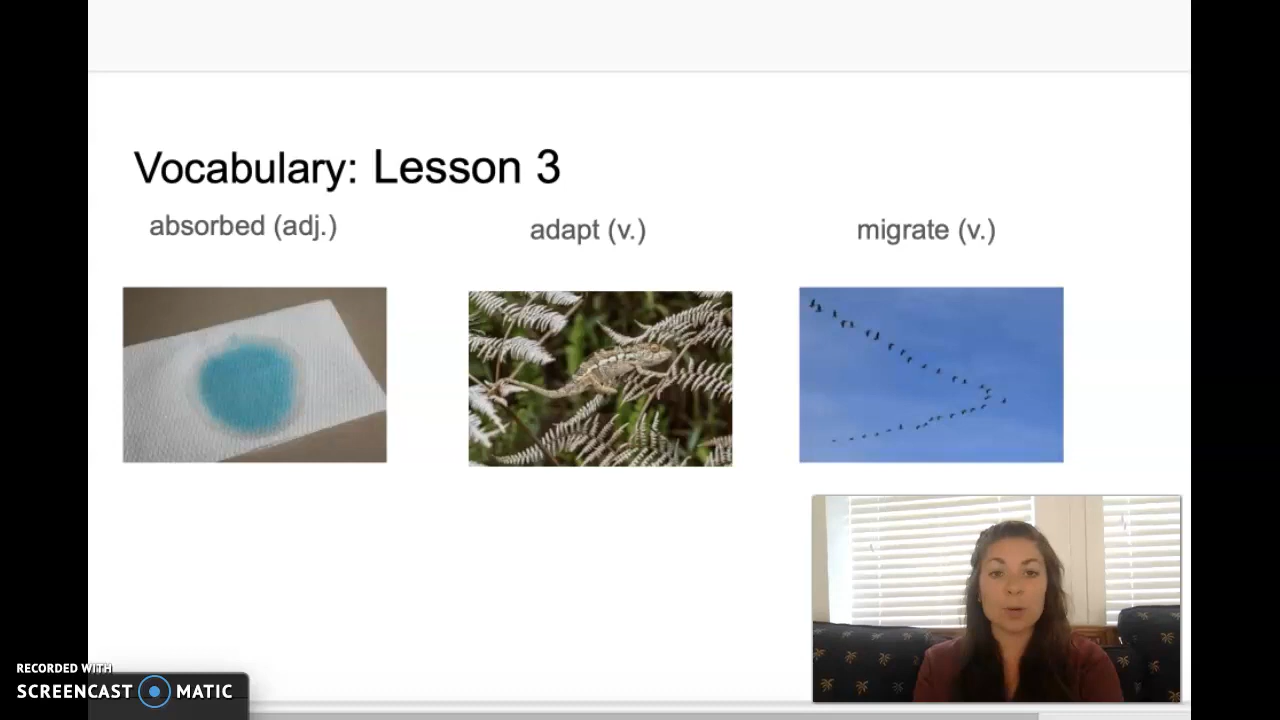 Vocabulary: Lesson 3
absorbed (adj.)
adapt (v.)
migrate (v.)
RECORDED WITH
SCREENCAST MATIC